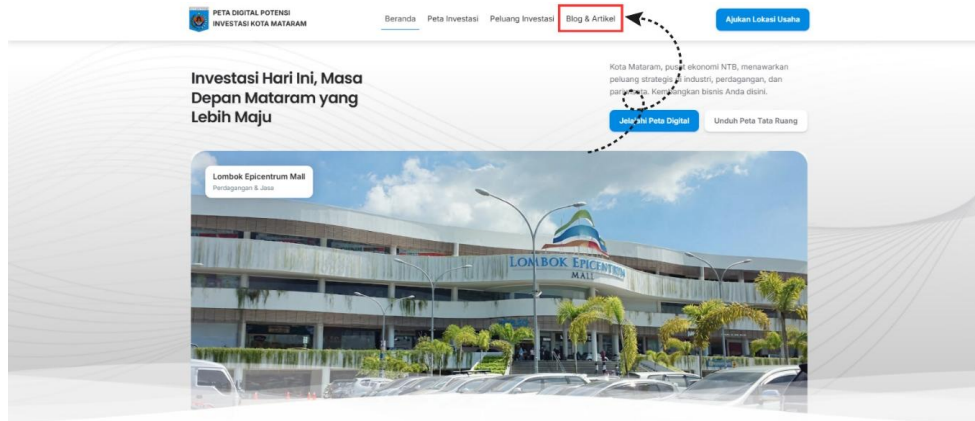 PETA DIGITAL POTENSI
INVESTASI KOTA MATARAM
Beranda
Peta Investasi
Peluang Investasi
Blog & Artikel
Ajukan Lokasi Usaha
Investasi Hari Ini, Masa
Depan Mataram yang
Lebih Maju
Kota Mataram, pusat ekonomi NTB, menawarkan
peluang strategis di industri, perdagangan, dan
pariwisata. Kembangkan bisnis Anda disini.
Jelajahi Peta Digital
Unduh Peta Tata Ruang
Lombok Epicentrum Mall
Perdagangan & Jasa
LOMBOK EPICENTRUM
MALL